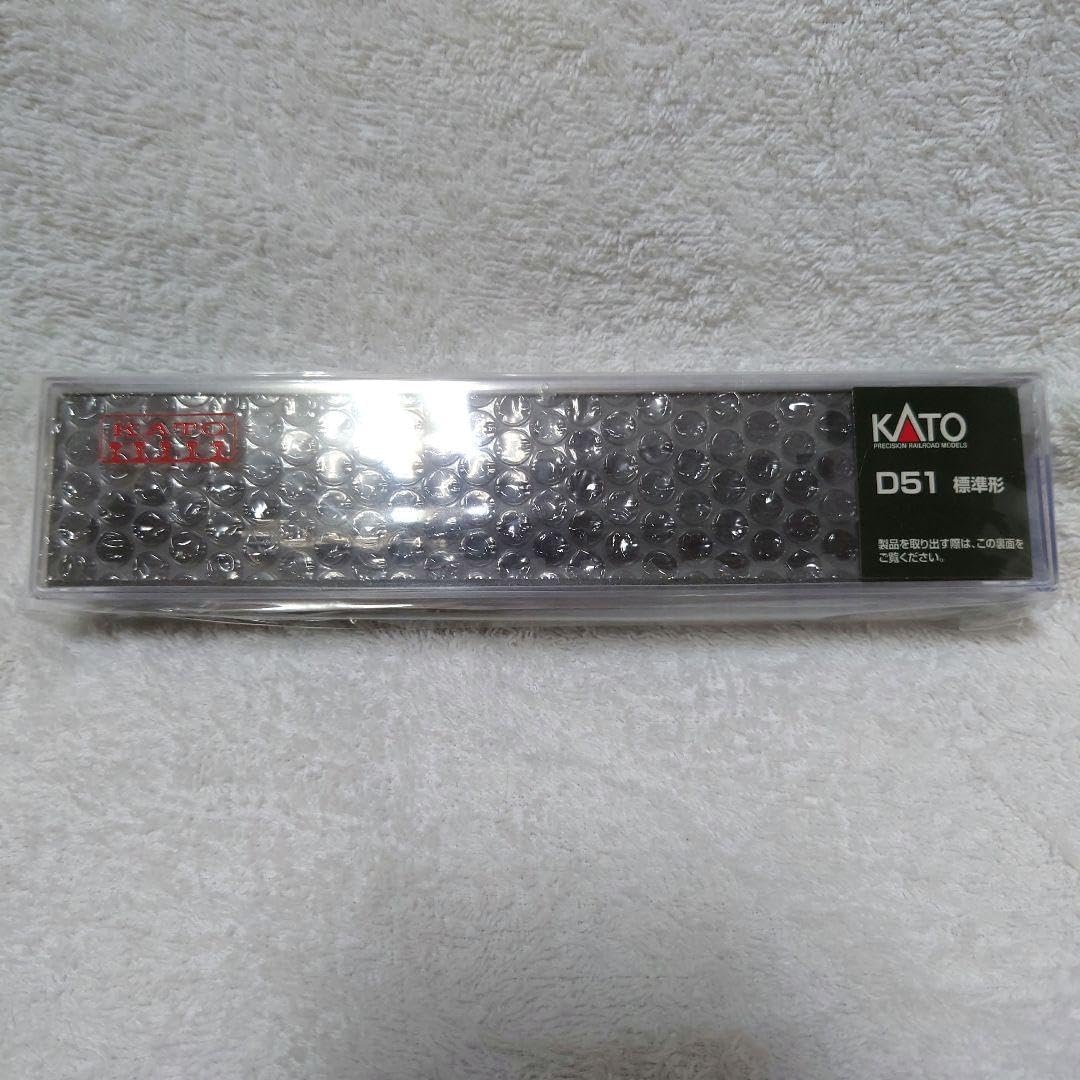 KATO
KATO
PRECISION RAILROAD MODELS
D51 標準形
製品を取り出す際は、この裏面を
ご覧ください。